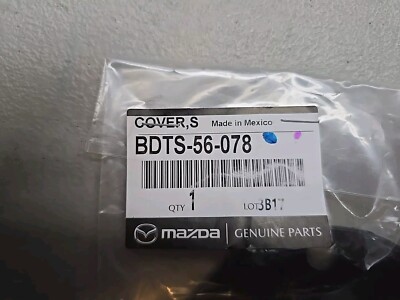 COVER,S Made in Mexico
BDTS-56-078
QTY 1 LOT 3B17
mazda GENUINE PARTS